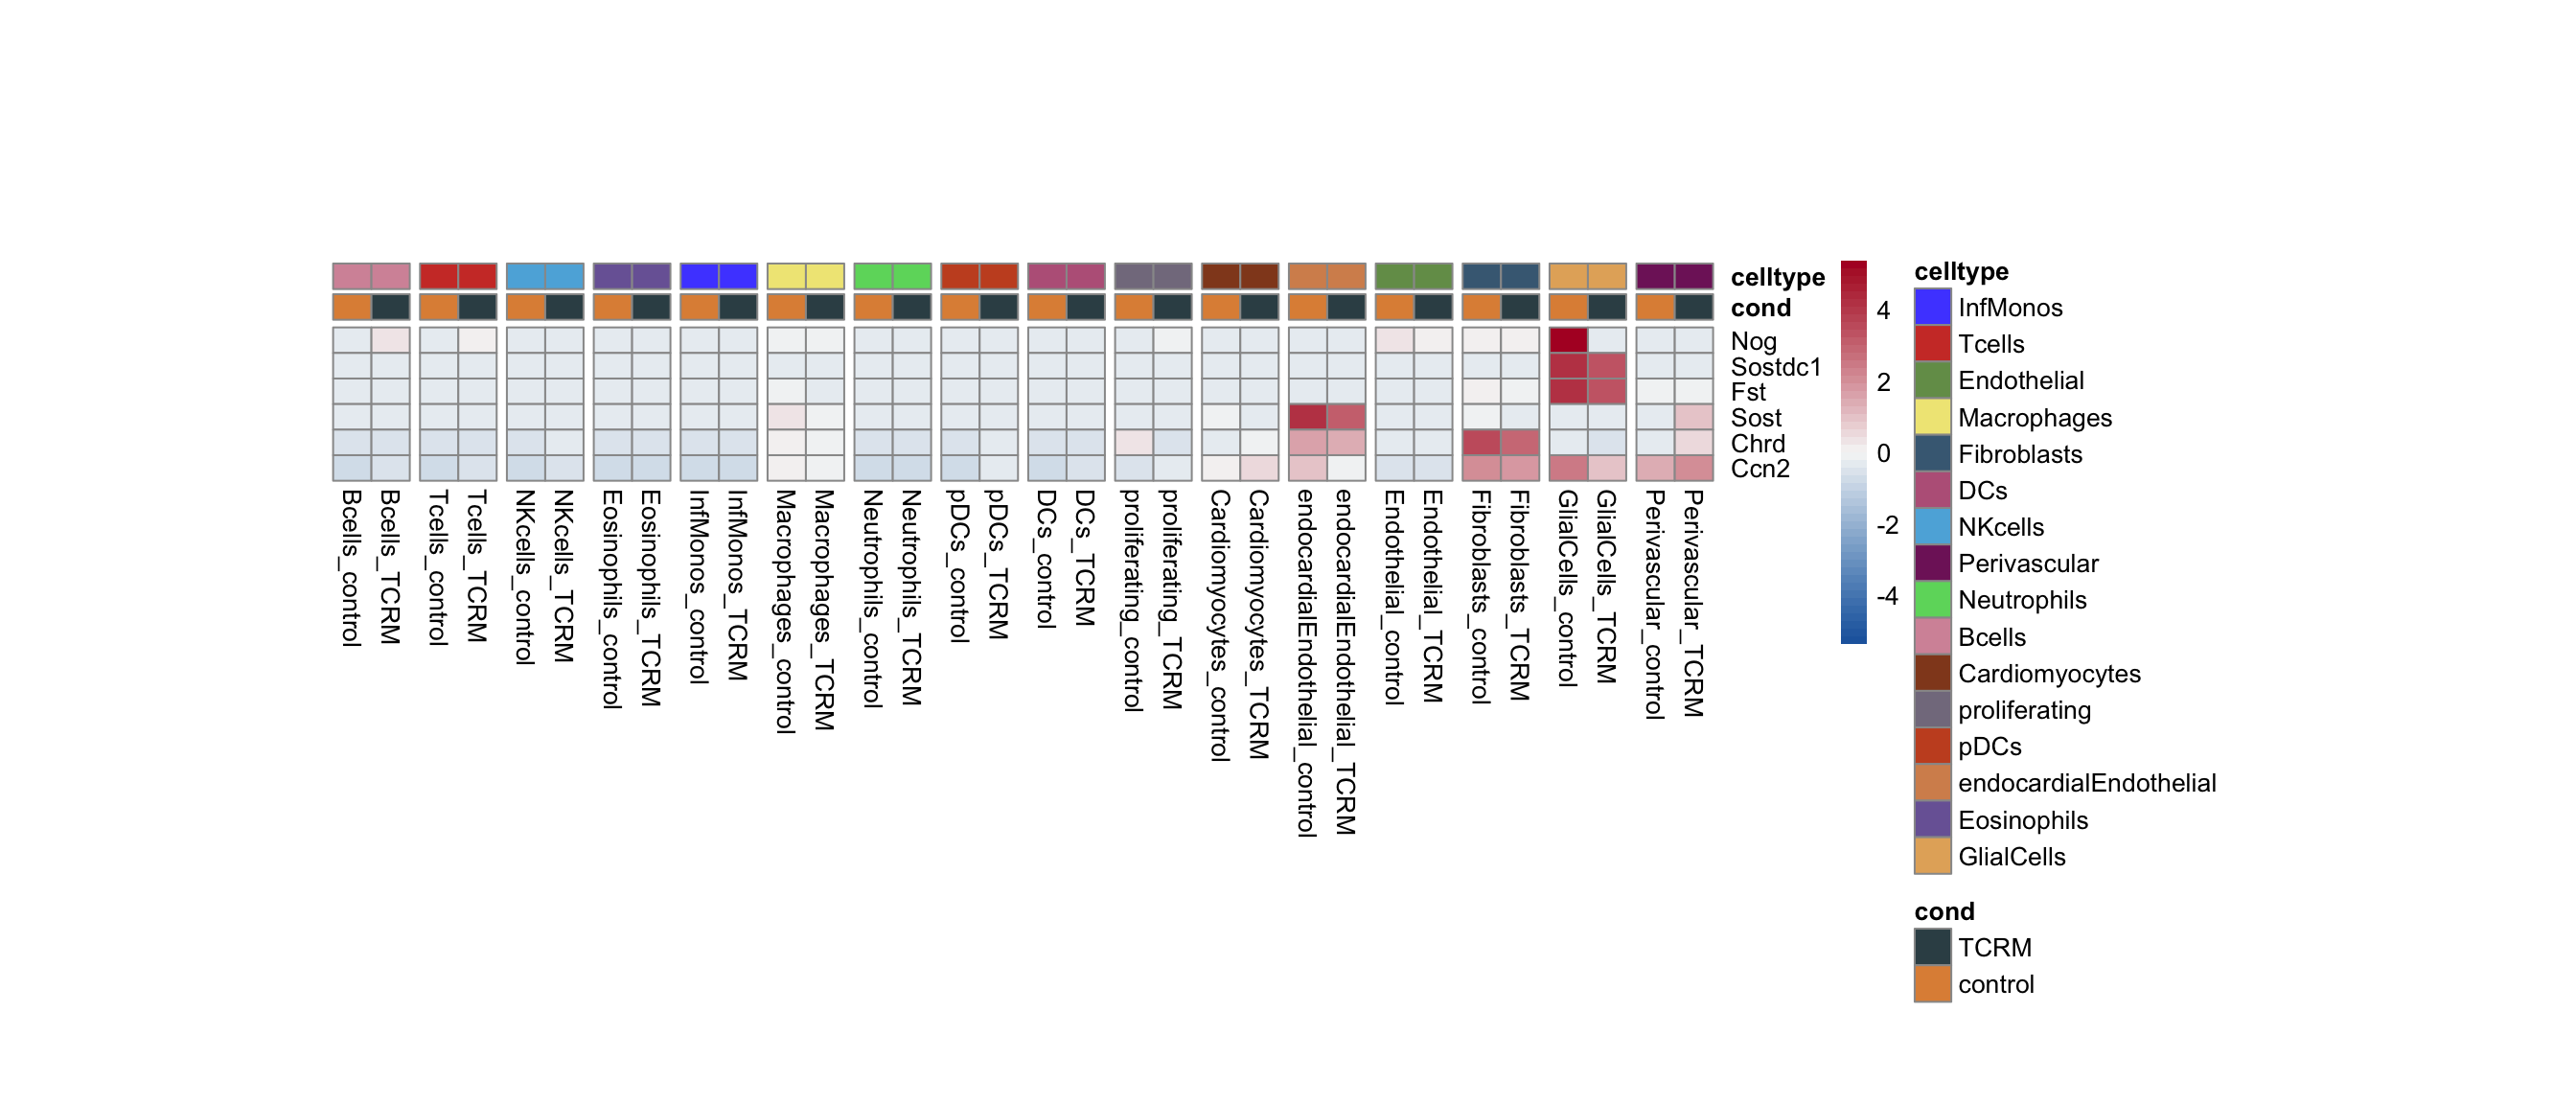 celltype
cond
Nog
Sostdc1
Fst
Sost
Chrd
Ccn2
Bcells_control
Bcells_TCRM
Tcells_control
Tcells_TCRM
NKcells_control
NKcells_TCRM
Eosinophils_control
Eosinophils_TCRM
InfMonos_control
InfMonos_TCRM
Macrophages_control
Macrophages_TCRM
Neutrophils_control
Neutrophils_TCRM
pDCs_control
pDCs_TCRM
DCs_control
DCs_TCRM
proliferating_control
proliferating_TCRM
Cardiomyocytes_control
Cardiomyocytes_TCRM
endocardialEndothelial_control
endocardialEndothelial_TCRM
Endothelial_control
Endothelial_TCRM
Fibroblasts_control
Fibroblasts_TCRM
GlialCells_control
GlialCells_TCRM
Perivascular_control
Perivascular_TCRM
4
2
0
-2
-4
celltype
InfMonos
Tcells
Endothelial
Macrophages
Fibroblasts
DCs
NKcells
Perivascular
Neutrophils
Bcells
Cardiomyocytes
proliferating
pDCs
endocardialEndothelial
Eosinophils
GlialCells
cond
TCRM
control